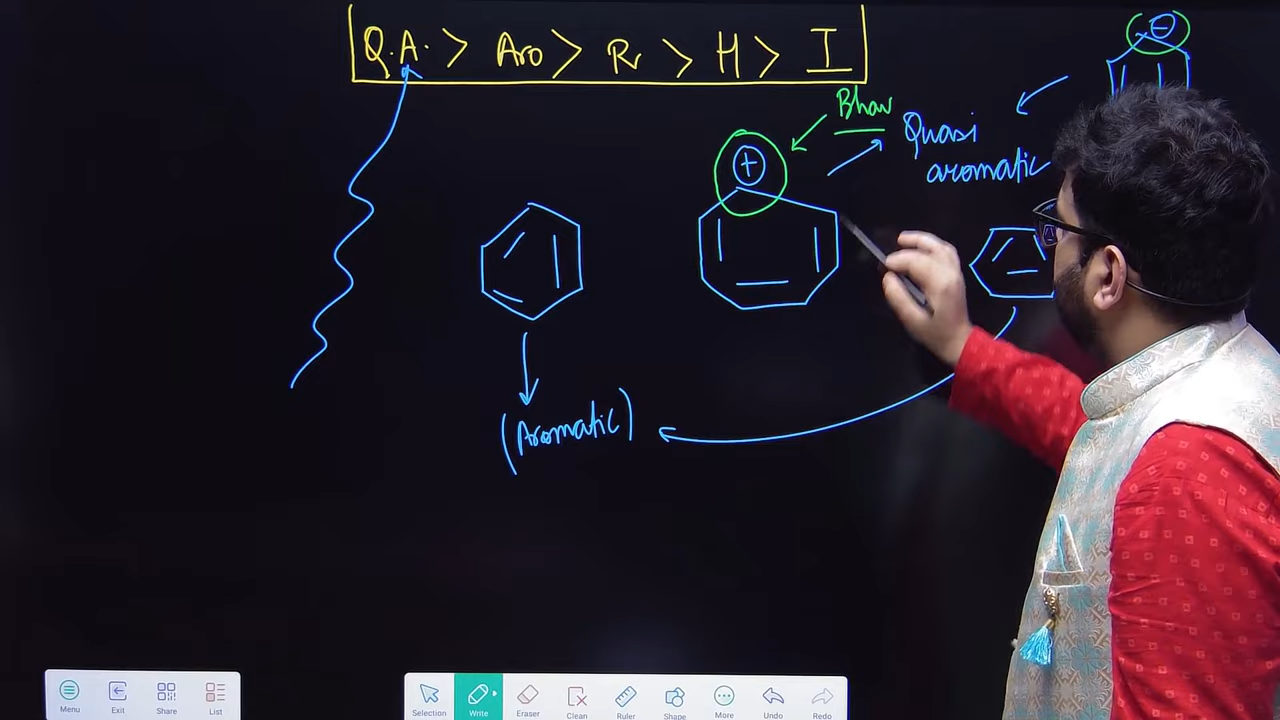 Q.A. > Aro > R > H > I
⊖
Bhav
⊕
Quasi
aromatic
(Aromatic)
Menu
Exit
Share
List
Selection
Write
Eraser
Clean
Ruler
Shape
More
Undo
Redo